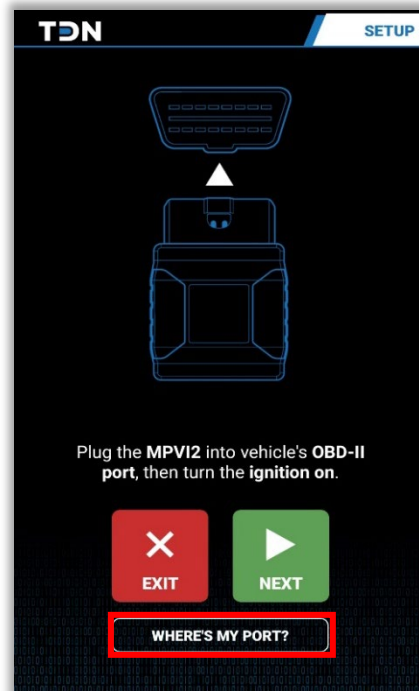 TDN
SETUP
Plug the MPVI2 into vehicle's OBD-II
port, then turn the ignition on.
EXIT
NEXT
WHERE'S MY PORT?